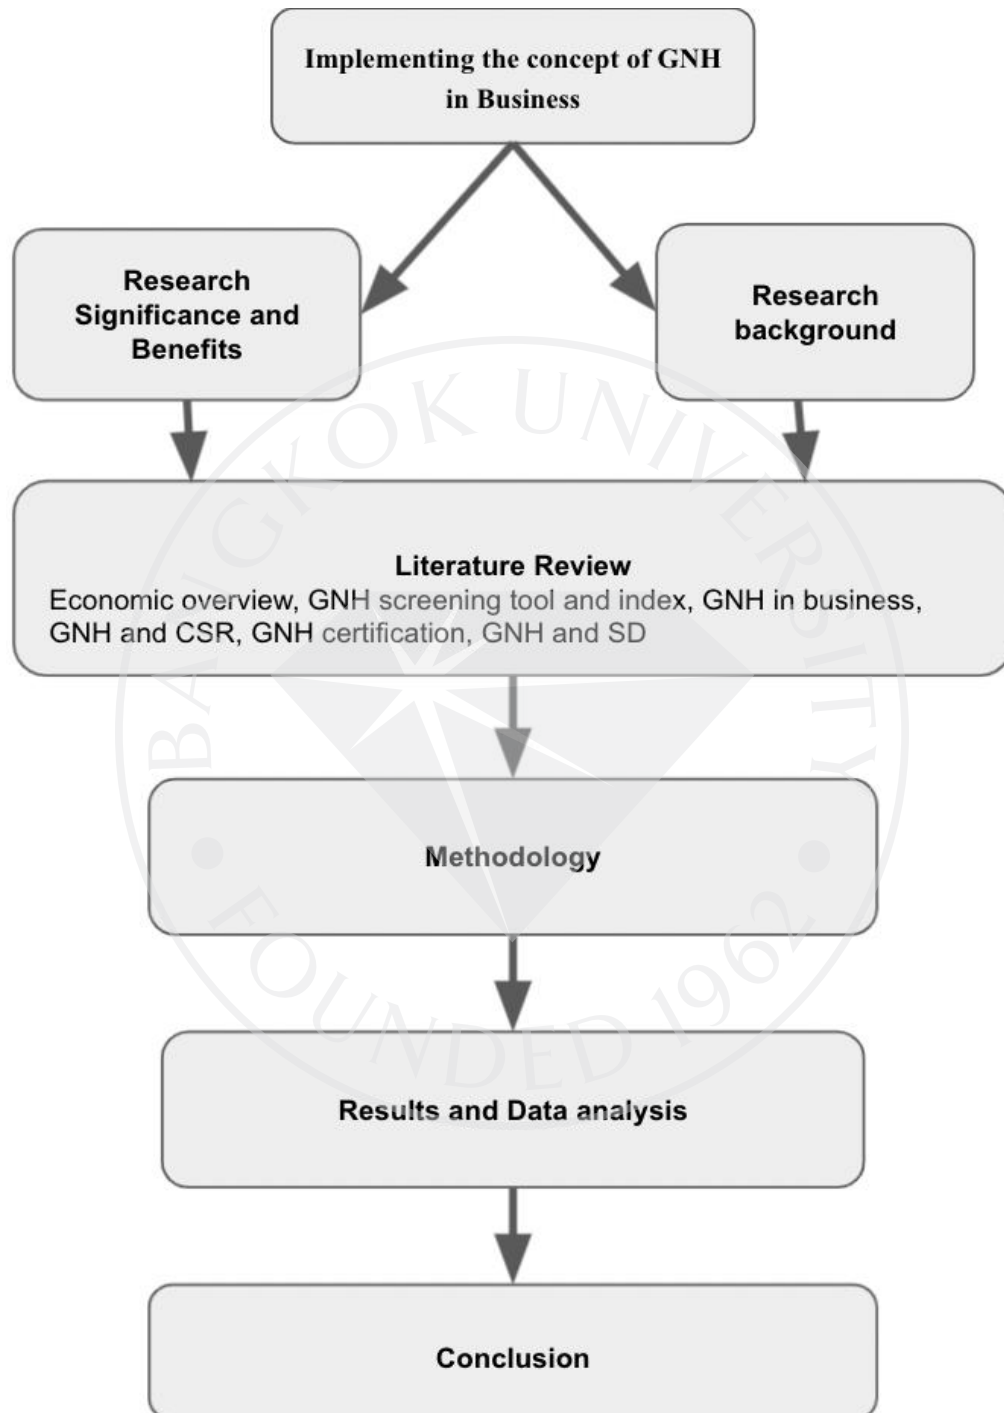 Implementing the concept of GNH
in Business
Research
Significance and
Benefits
Research
background
BANGKOK UNIVERSITY
Literature Review
Economic overview, GNH screening tool and index, GNH in business,
GNH and CSR, GNH certification, GNH and SD
Methodology
FOUNDED 1962
Results and Data analysis
Conclusion